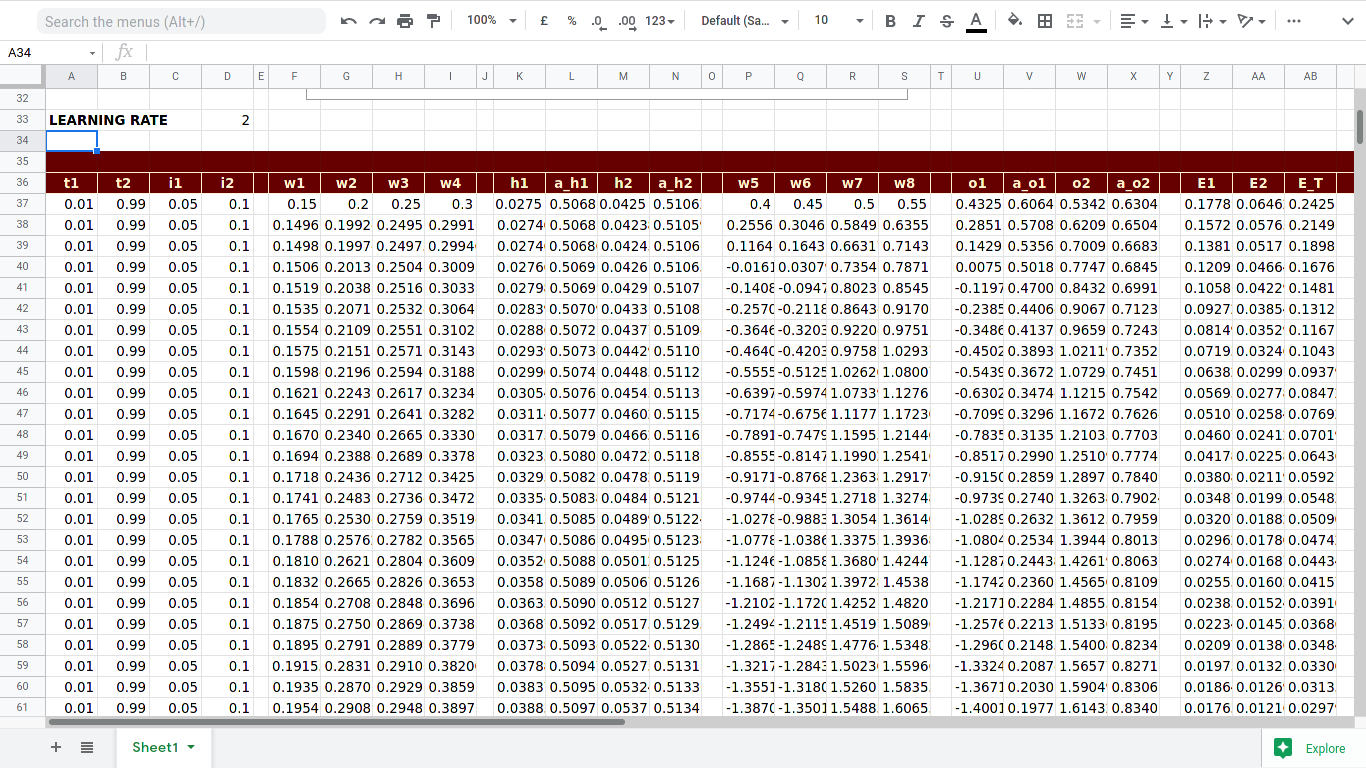 Search the menus (Alt+/) 100% £ % .0 .00 123 Default (Sa... 10 B I S A
A34 fx
A B C D E F G H I J K L M N O P Q R S T U V W X Y Z AA AB
32
33 LEARNING RATE 2
34
35
36 t1 t2 i1 i2 w1 w2 w3 w4 h1 a_h1 h2 a_h2 w5 w6 w7 w8 o1 a_o1 o2 a_o2 E1 E2 E_T
37 0.01 0.99 0.05 0.1 0.15 0.2 0.25 0.3 0.0275 0.5068 0.0425 0.5106 0.4 0.45 0.5 0.55 0.4325 0.6064 0.5342 0.6304 0.1778 0.0646 0.2425
38 0.01 0.99 0.05 0.1 0.1496 0.1992 0.2495 0.2991 0.0274 0.5068 0.0423 0.5105 0.2556 0.3046 0.5849 0.6355 0.2851 0.5708 0.6209 0.6504 0.1572 0.0576 0.2149
39 0.01 0.99 0.05 0.1 0.1498 0.1997 0.2497 0.2994 0.0274 0.5068 0.0424 0.5106 0.1164 0.1643 0.6631 0.7143 0.1429 0.5356 0.7009 0.6683 0.1381 0.0517 0.1898
40 0.01 0.99 0.05 0.1 0.1506 0.2013 0.2504 0.3009 0.0276 0.5069 0.0426 0.5106 -0.0161 0.0307 0.7354 0.7871 0.0075 0.5018 0.7747 0.6845 0.1209 0.0466 0.1676
41 0.01 0.99 0.05 0.1 0.1519 0.2038 0.2516 0.3033 0.0279 0.5069 0.0429 0.5107 -0.1408 -0.0947 0.8023 0.8545 -0.1197 0.4700 0.8432 0.6991 0.1058 0.0422 0.1481
42 0.01 0.99 0.05 0.1 0.1535 0.2071 0.2532 0.3064 0.0283 0.5070 0.0433 0.5108 -0.2570 -0.2118 0.8643 0.9170 -0.2385 0.4406 0.9067 0.7123 0.0927 0.0385 0.1312
43 0.01 0.99 0.05 0.1 0.1554 0.2109 0.2551 0.3102 0.0288 0.5072 0.0437 0.5109 -0.3646 -0.3203 0.9220 0.9751 -0.3486 0.4137 0.9659 0.7243 0.0814 0.0352 0.1167
44 0.01 0.99 0.05 0.1 0.1575 0.2151 0.2571 0.3143 0.0293 0.5073 0.0442 0.5110 -0.4640 -0.4203 0.9758 1.0293 -0.4502 0.3893 1.0211 0.7352 0.0719 0.0324 0.1043
45 0.01 0.99 0.05 0.1 0.1598 0.2196 0.2594 0.3188 0.0299 0.5074 0.0448 0.5112 -0.5555 -0.5125 1.0262 1.0800 -0.5439 0.3672 1.0729 0.7451 0.0638 0.0299 0.0937
46 0.01 0.99 0.05 0.1 0.1621 0.2243 0.2617 0.3234 0.0305 0.5076 0.0454 0.5113 -0.6397 -0.5974 1.0733 1.1276 -0.6302 0.3474 1.1215 0.7542 0.0569 0.0277 0.0847
47 0.01 0.99 0.05 0.1 0.1645 0.2291 0.2641 0.3282 0.0311 0.5077 0.0460 0.5115 -0.7174 -0.6756 1.1177 1.1723 -0.7099 0.3296 1.1672 0.7626 0.0510 0.0258 0.0769
48 0.01 0.99 0.05 0.1 0.1670 0.2340 0.2665 0.3330 0.0317 0.5079 0.0466 0.5116 -0.7891 -0.7479 1.1595 1.2144 -0.7835 0.3135 1.2103 0.7703 0.0460 0.0241 0.0701
49 0.01 0.99 0.05 0.1 0.1694 0.2388 0.2689 0.3378 0.0323 0.5080 0.0472 0.5118 -0.8555 -0.8147 1.1990 1.2541 -0.8517 0.2990 1.2510 0.7774 0.0417 0.0225 0.0643
50 0.01 0.99 0.05 0.1 0.1718 0.2436 0.2712 0.3425 0.0329 0.5082 0.0478 0.5119 -0.9171 -0.8768 1.2363 1.2917 -0.9150 0.2859 1.2897 0.7840 0.0380 0.0211 0.0592
51 0.01 0.99 0.05 0.1 0.1741 0.2483 0.2736 0.3472 0.0335 0.5083 0.0484 0.5121 -0.9744 -0.9345 1.2718 1.3274 -0.9739 0.2740 1.3263 0.7902 0.0348 0.0199 0.0548
52 0.01 0.99 0.05 0.1 0.1765 0.2530 0.2759 0.3519 0.0341 0.5085 0.0489 0.5122 -1.0278 -0.9883 1.3054 1.3614 -1.0289 0.2632 1.3612 0.7959 0.0320 0.0188 0.0509
53 0.01 0.99 0.05 0.1 0.1788 0.2576 0.2782 0.3565 0.0347 0.5086 0.0495 0.5123 -1.0778 -1.0386 1.3375 1.3936 -1.0804 0.2534 1.3944 0.8013 0.0296 0.0178 0.0474
54 0.01 0.99 0.05 0.1 0.1810 0.2621 0.2804 0.3609 0.0352 0.5088 0.0501 0.5125 -1.1246 -1.0858 1.3680 1.4244 -1.1287 0.2443 1.4261 0.8063 0.0274 0.0168 0.0443
55 0.01 0.99 0.05 0.1 0.1832 0.2665 0.2826 0.3653 0.0358 0.5089 0.0506 0.5126 -1.1687 -1.1302 1.3972 1.4538 -1.1742 0.2360 1.4565 0.8109 0.0255 0.0160 0.0415
56 0.01 0.99 0.05 0.1 0.1854 0.2708 0.2848 0.3696 0.0363 0.5090 0.0512 0.5127 -1.2102 -1.1720 1.4252 1.4820 -1.2171 0.2284 1.4855 0.8154 0.0238 0.0152 0.0391
57 0.01 0.99 0.05 0.1 0.1875 0.2750 0.2869 0.3738 0.0368 0.5092 0.0517 0.5129 -1.2494 -1.2115 1.4519 1.5089 -1.2576 0.2213 1.5133 0.8195 0.0223 0.0145 0.0368
58 0.01 0.99 0.05 0.1 0.1895 0.2791 0.2889 0.3779 0.0373 0.5093 0.0522 0.5130 -1.2865 -1.2489 1.4776 1.5348 -1.2960 0.2148 1.5400 0.8234 0.0209 0.0138 0.0348
59 0.01 0.99 0.05 0.1 0.1915 0.2831 0.2910 0.3820 0.0378 0.5094 0.0527 0.5131 -1.3217 -1.2843 1.5023 1.5596 -1.3324 0.2087 1.5657 0.8271 0.0197 0.0132 0.0330
60 0.01 0.99 0.05 0.1 0.1935 0.2870 0.2929 0.3859 0.0383 0.5095 0.0532 0.5133 -1.3551 -1.3180 1.5260 1.5835 -1.3671 0.2030 1.5904 0.8306 0.0186 0.0126 0.0313
61 0.01 0.99 0.05 0.1 0.1954 0.2908 0.2948 0.3897 0.0388 0.5097 0.0537 0.5134 -1.3870 -1.3501 1.5488 1.6065 -1.4001 0.1977 1.6143 0.8340 0.0176 0.0121 0.0297
Sheet1 Explore